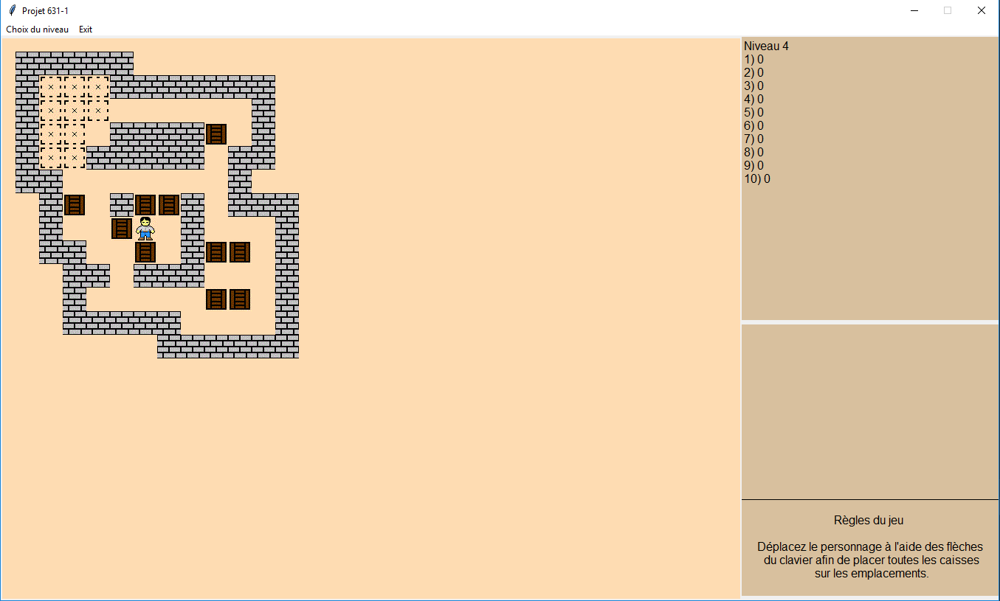 Projet 631-1
Choix du niveau Exit
Niveau 4
1) 0
2) 0
3) 0
4) 0
5) 0
6) 0
7) 0
8) 0
9) 0
10) 0
Règles du jeu
Déplacez le personnage à l'aide des flèches
du clavier afin de placer toutes les caisses
sur les emplacements.